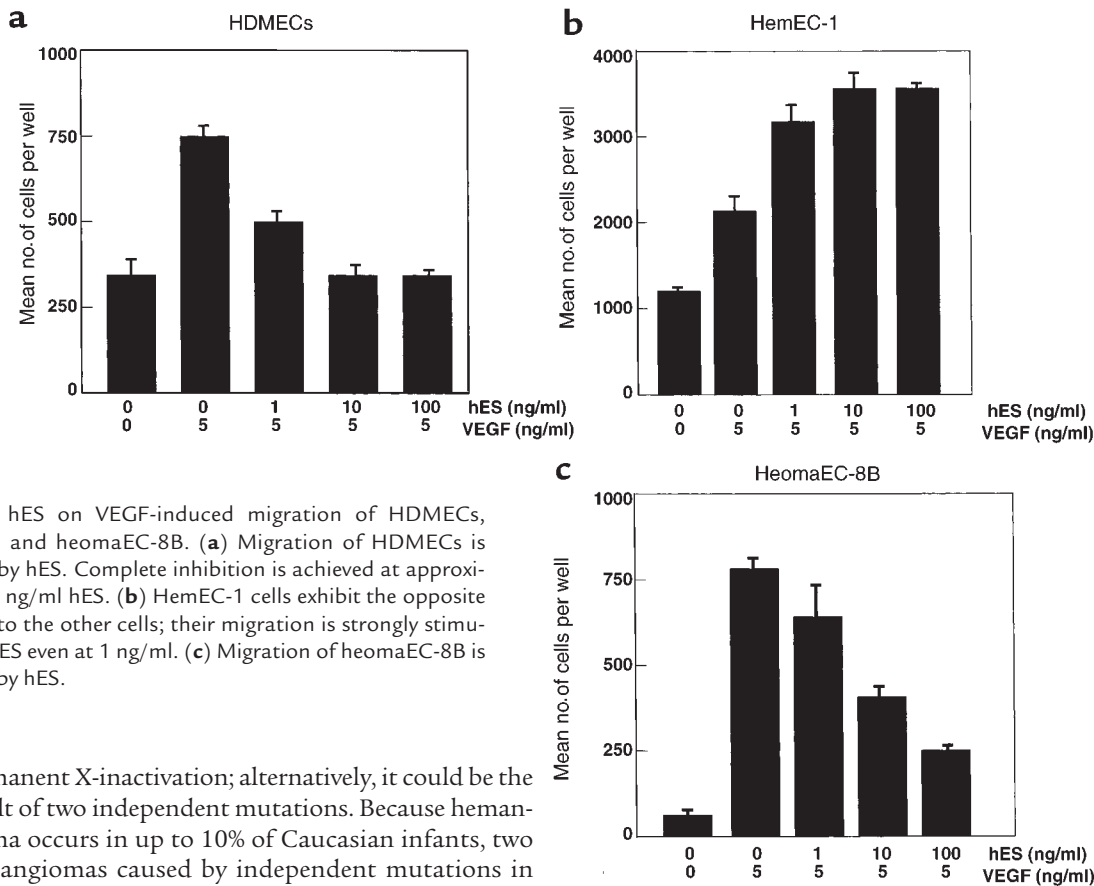 a
HDMECs
Mean no. of cells per well
1000
750
500
250
0
0 0 1 10 100 hES (ng/ml)
0 5 5 5 5 VEGF (ng/ml)
b
HemEC-1
Mean no. of cells per well
4000
3000
2000
1000
0
0 0 1 10 100 hES (ng/ml)
0 5 5 5 5 VEGF (ng/ml)
hES on VEGF-induced migration of HDMECs,
and heomaEC-8B. (a) Migration of HDMECs is
by hES. Complete inhibition is achieved at approxi-
ng/ml hES. (b) HemEC-1 cells exhibit the opposite
to the other cells; their migration is strongly stimu-
ES even at 1 ng/ml. (c) Migration of heomaEC-8B is
by hES.
c
HeomaEC-8B
Mean no. of cells per well
1000
750
500
250
0
0 0 1 10 100 hES (ng/ml)
0 5 5 5 5 VEGF (ng/ml)
manent X-inactivation; alternatively, it could be the
lt of two independent mutations. Because heman-
ma occurs in up to 10% of Caucasian infants, two
angiomas caused by independent mutations in